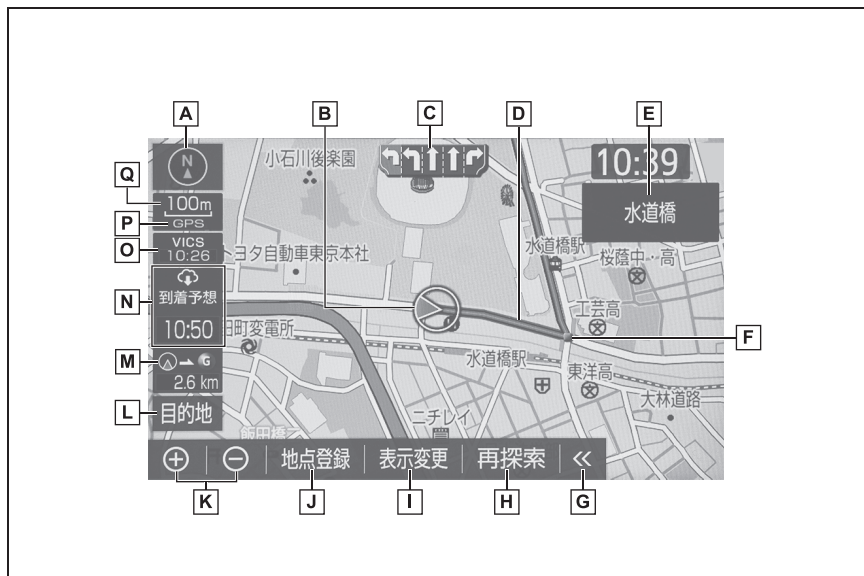 A
B
C
D
E
N
小石川後楽園
10:39
Q
100m
水道橋
P
GPS
O
VICS
10:26
トヨタ自動車東京本社
水道橋駅
桜蔭中・高
N
到着予想
10:50
工芸高
町変電所
F
M
G
2.6 km
水道橋駅
東洋高
大林道路
L
目的地
ニチレイ
飯田橋
地点登録
表示変更
再探索
K
J
I
H
G